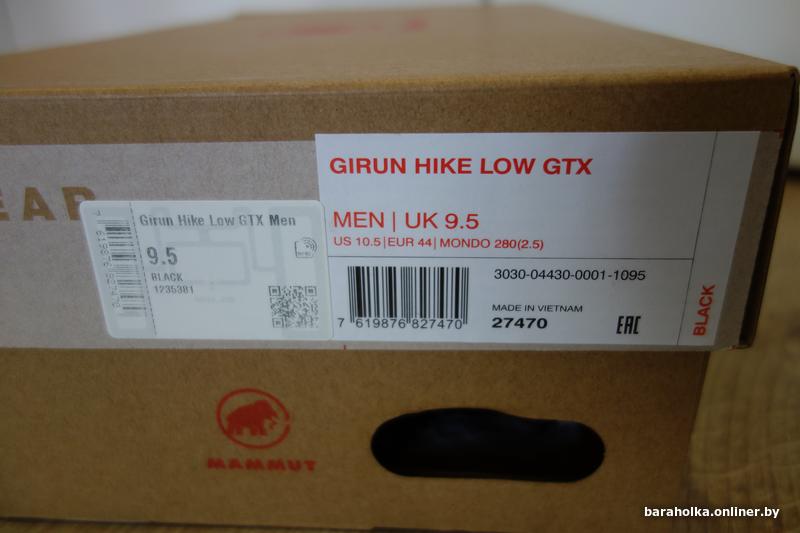 EAR
GIRUN HIKE LOW GTX
MEN | UK 9.5
US 10.5|EUR 44|MONDO 280(2.5)
3030-04430-0001-1095
7 619876 827470
MADE IN VIETNAM
27470
EAC
BLACK
Girun Hike Low GTX Men
9.5
BLACK
1235381
MAMMUT
baraholka.onliner.by